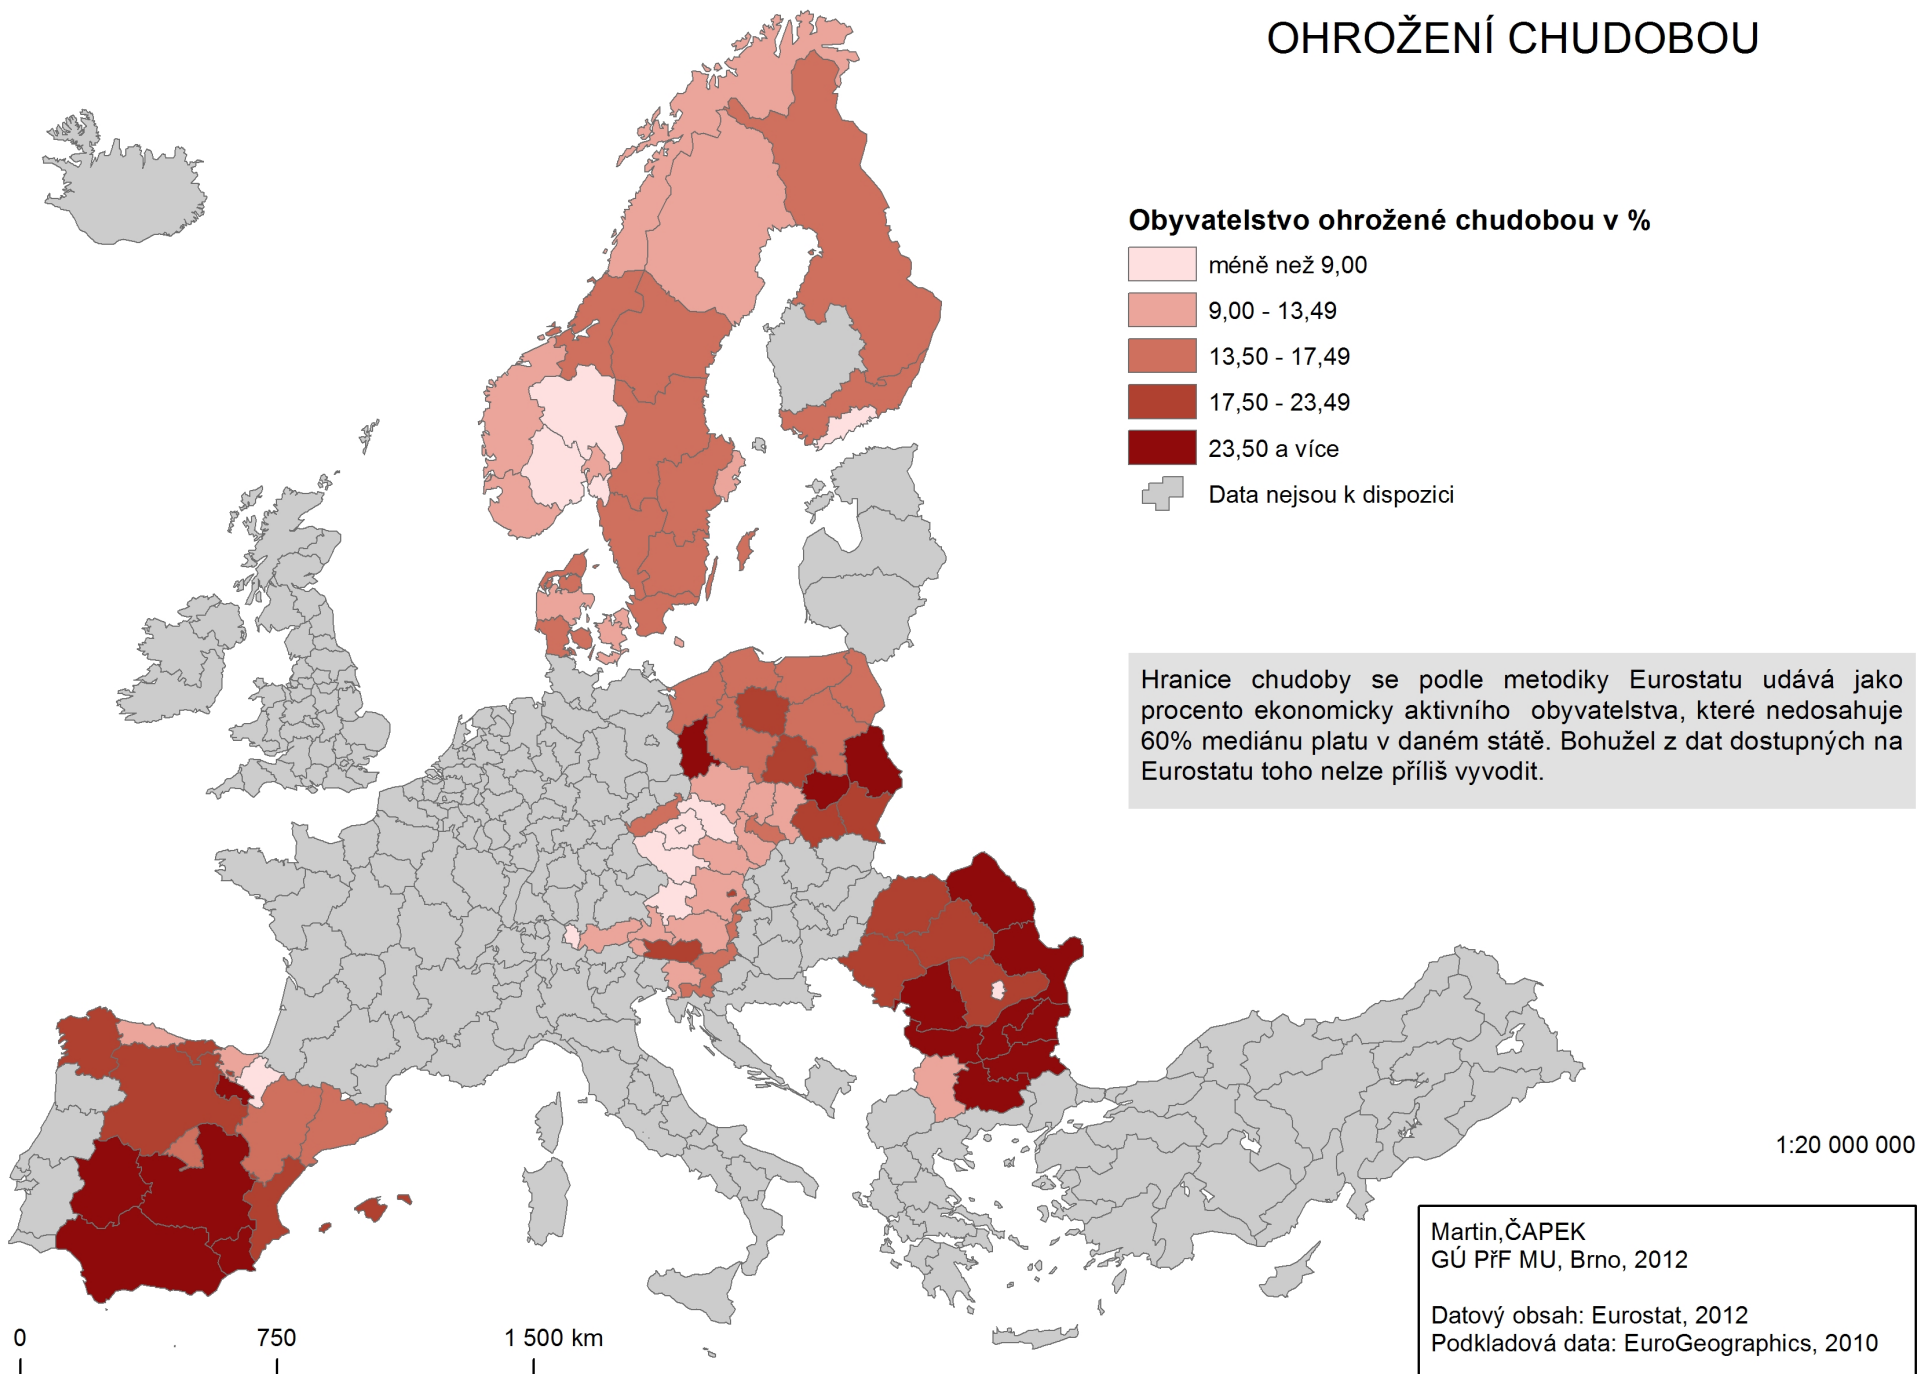 OHROŽENÍ CHUDOBOU
Obyvatelstvo ohrožené chudobou v %
méně než 9,00
9,00 - 13,49
13,50 - 17,49
17,50 - 23,49
23,50 a více
Data nejsou k dispozici
Hranice chudoby se podle metodiky Eurostatu udává jako
procento ekonomicky aktivního obyvatelstva, které nedosahuje
60% mediánu platu v daném státě. Bohužel z dat dostupných na
Eurostatu toho nelze příliš vyvodit.
1:20 000 000
Martin,ČAPEK
GÚ PřF MU, Brno, 2012
Datový obsah: Eurostat, 2012
Podkladová data: EuroGeographics, 2010
0 750 1 500 km